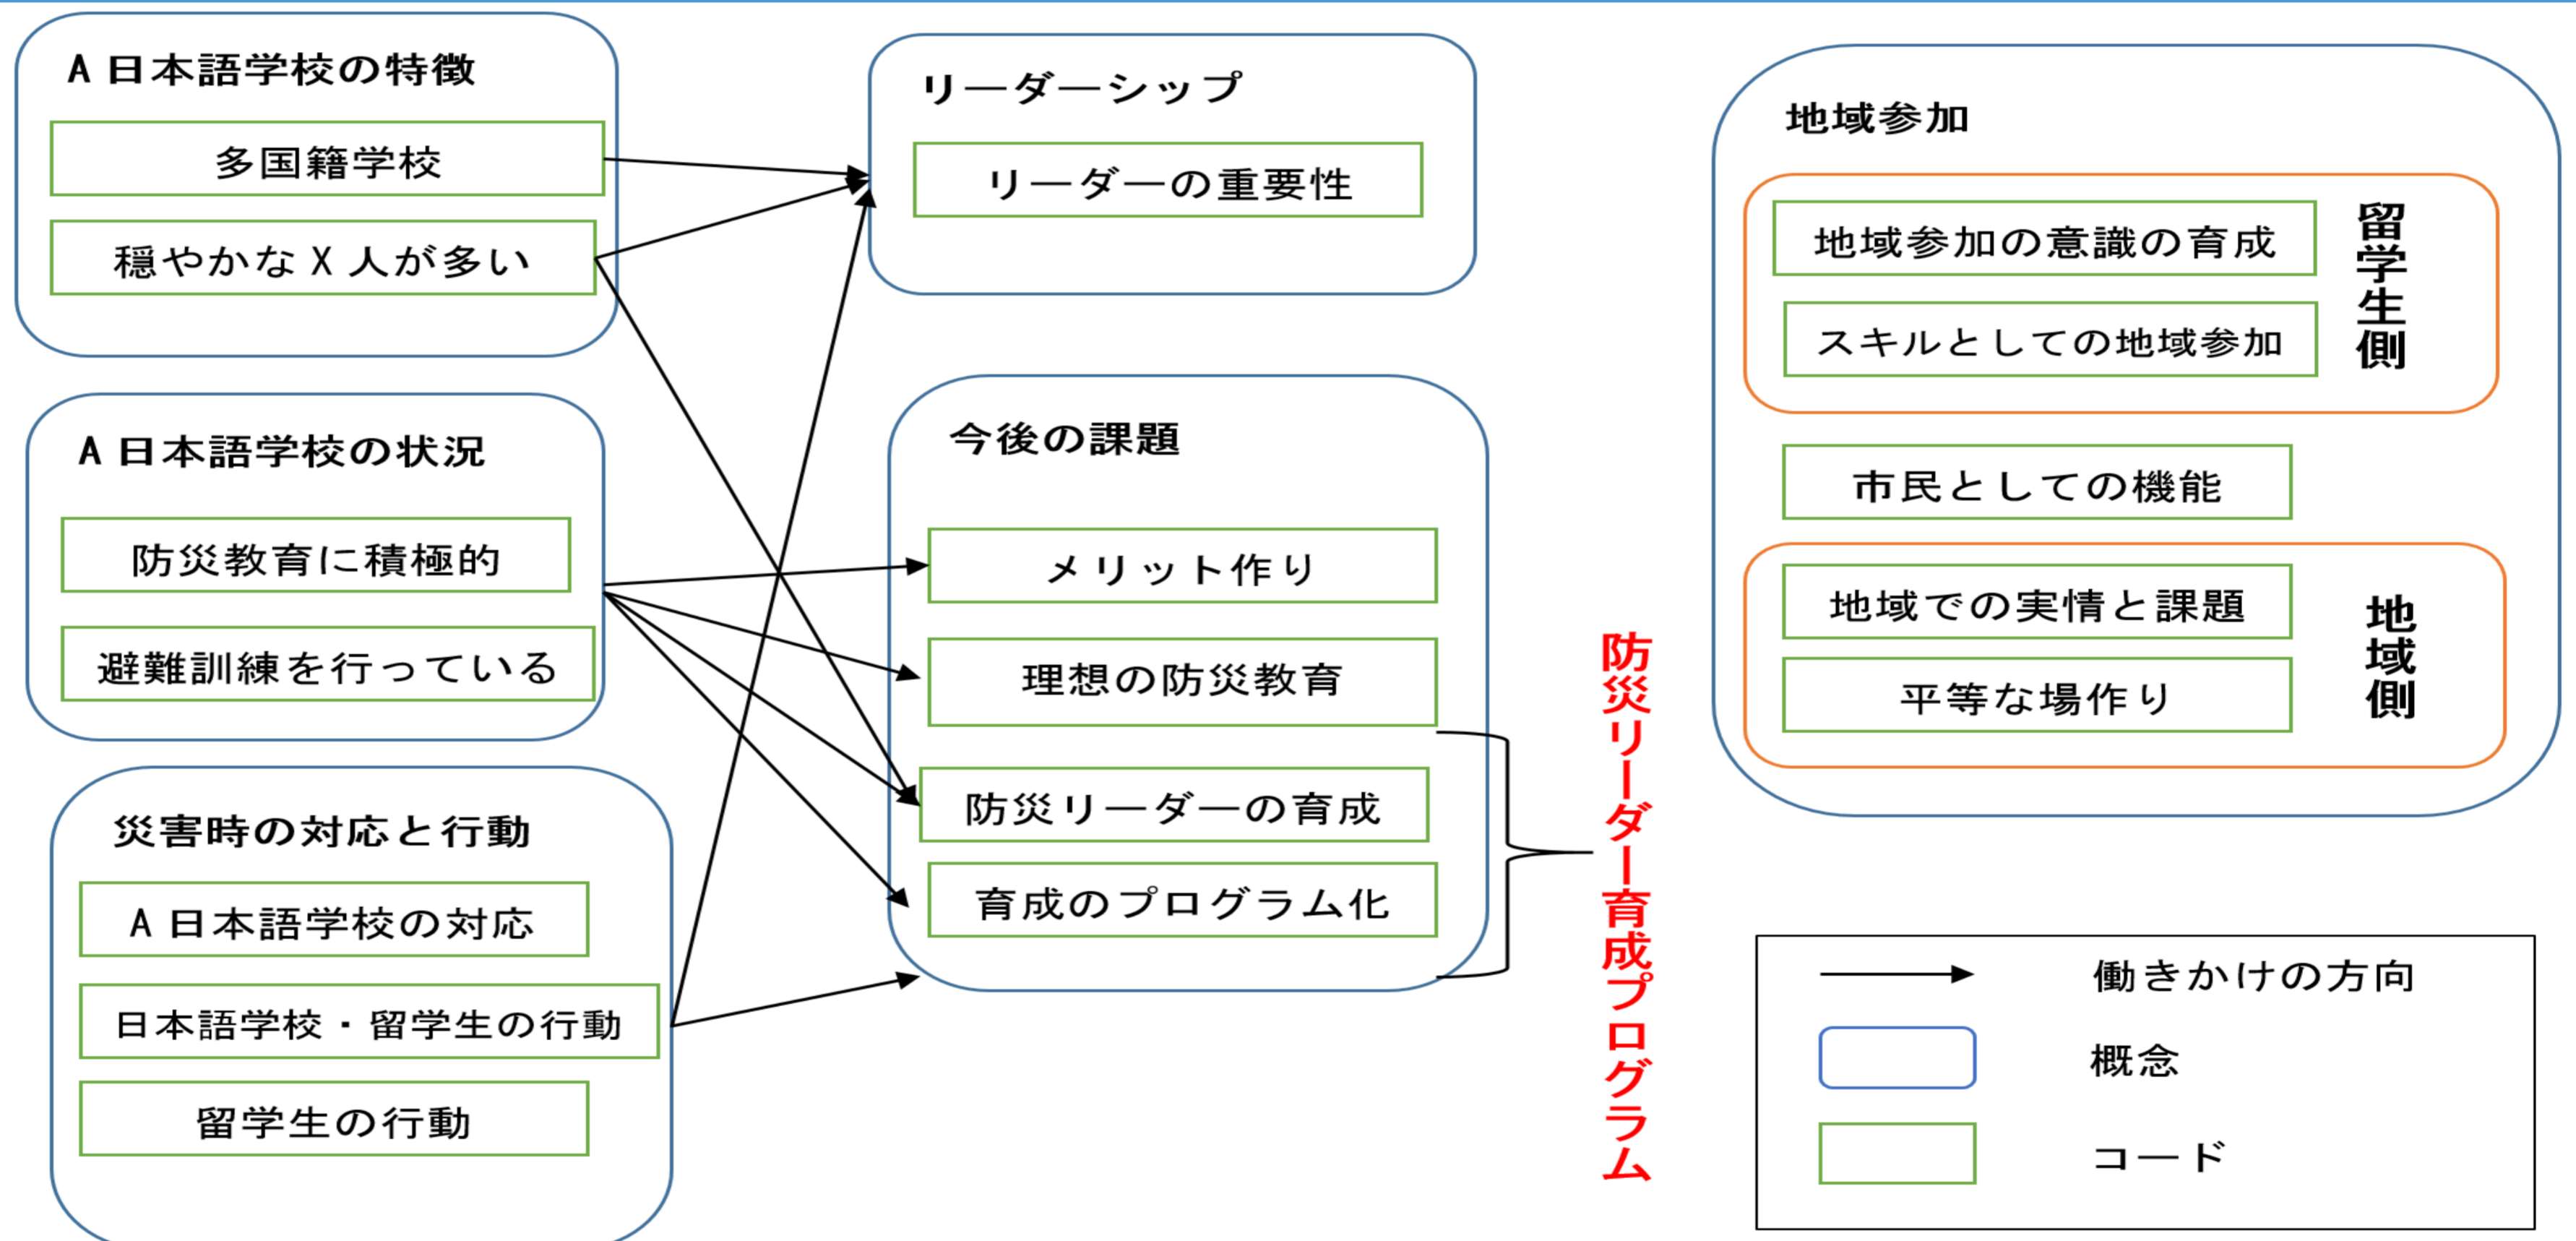 A 日本語学校の特徴
多国籍学校
穏やかな X 人が多い
A 日本語学校の状況
防災教育に積極的
避難訓練を行っている
災害時の対応と行動
A 日本語学校の対応
日本語学校・留学生の行動
留学生の行動
リーダーシップ
リーダーの重要性
今後の課題
メリット作り
理想の防災教育
防災リーダーの育成
育成のプログラム化
防災リーダー育成プログラム
地域参加
地域参加の意識の育成
スキルとしての地域参加
留学生側
市民としての機能
地域での実情と課題
平等な場作り
地域側
働きかけの方向
概念
コード